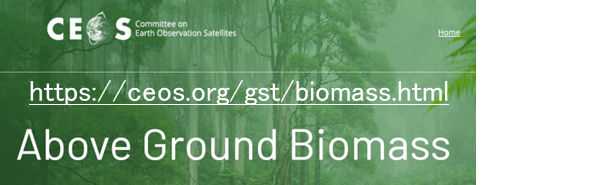 CEOS Committee on
Earth Observation Satellites
Home
https://ceos.org/gst/biomass.html
Above Ground Biomass